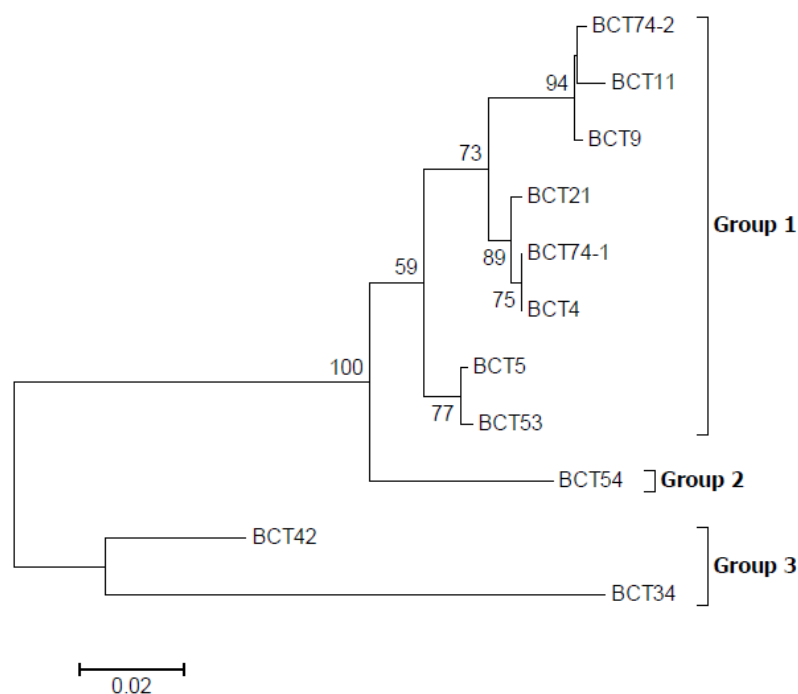 BCT74-2
94
BCT11
BCT9
73
BCT21
Group 1
89
BCT74-1
59
75
BCT4
100
BCT5
77
BCT53
BCT54
Group 2
BCT42
Group 3
BCT34
0.02